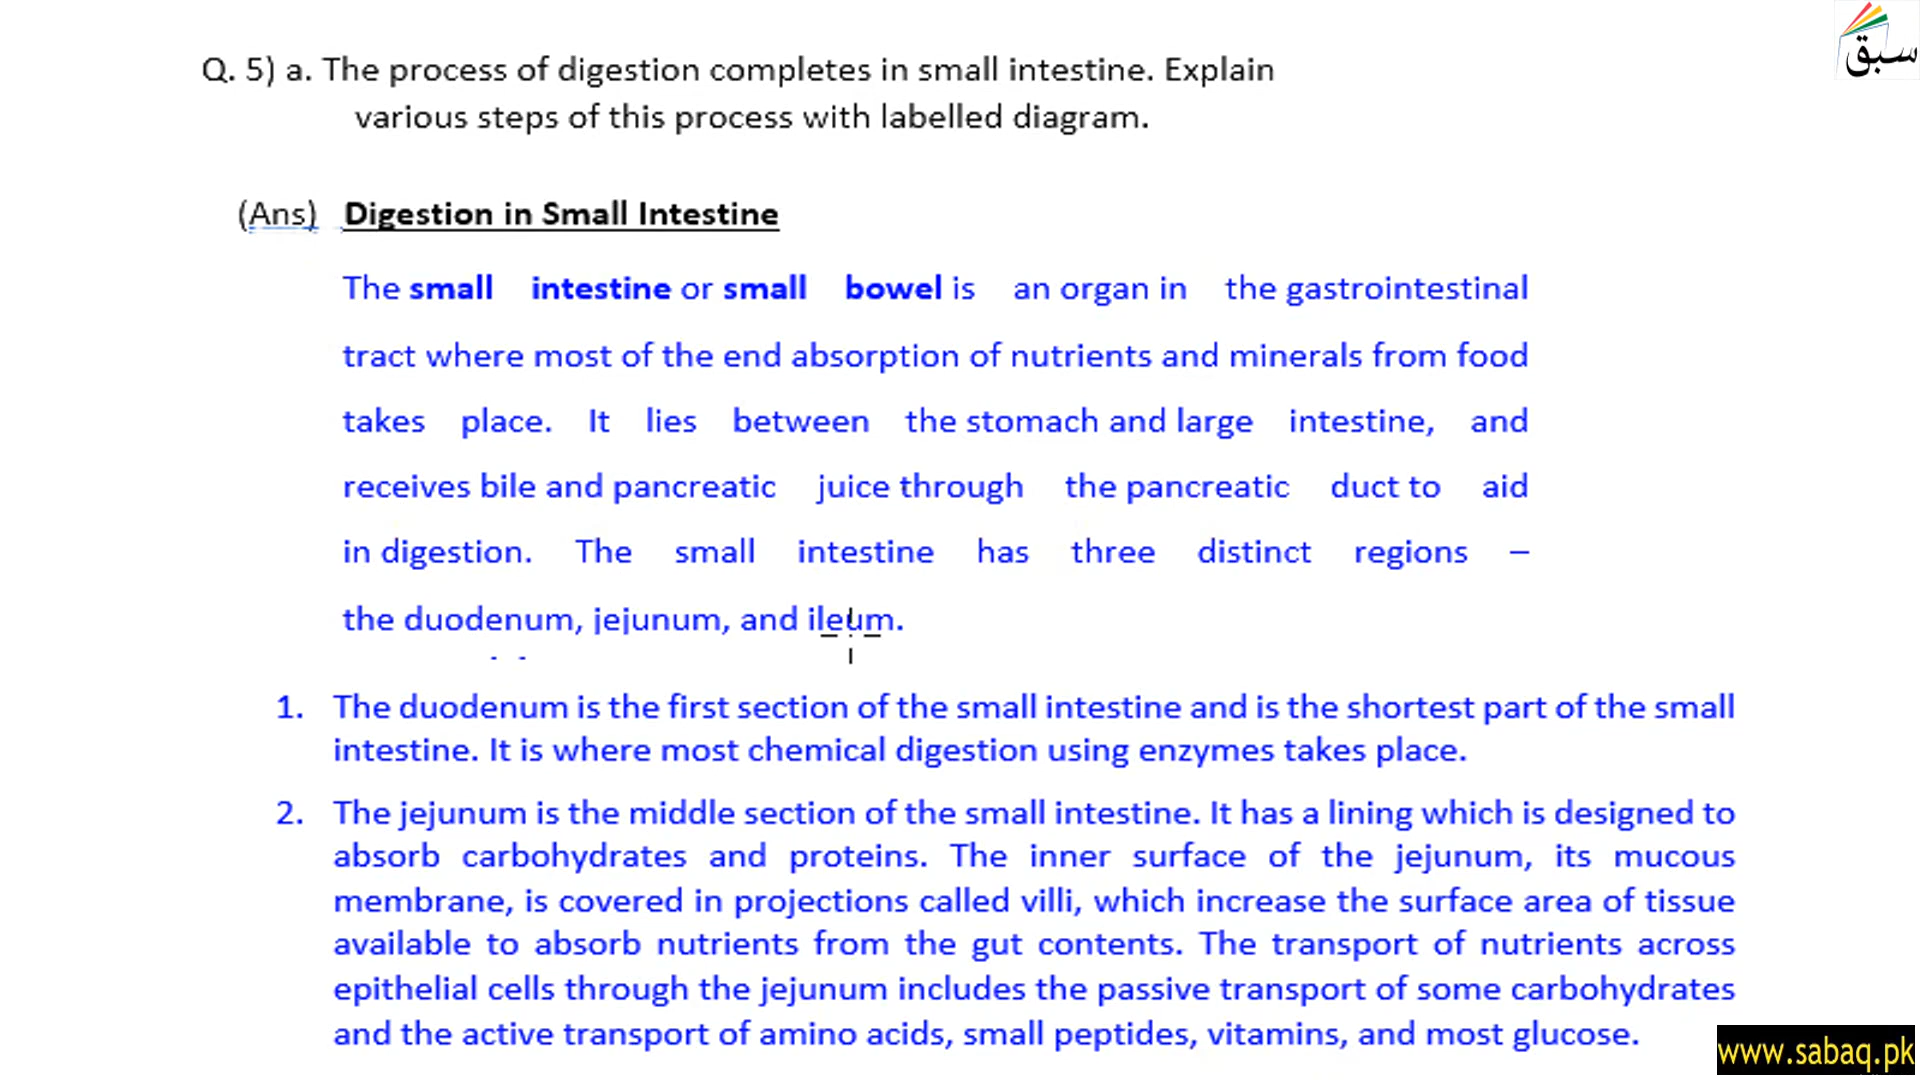 سبق
Q. 5) a. The process of digestion completes in small intestine. Explain
various steps of this process with labelled diagram.
(Ans) Digestion in Small Intestine
The small intestine or small bowel is an organ in the gastrointestinal
tract where most of the end absorption of nutrients and minerals from food
takes place. It lies between the stomach and large intestine, and
receives bile and pancreatic juice through the pancreatic duct to aid
in digestion. The small intestine has three distinct regions –
the duodenum, jejunum, and ileum.
1. The duodenum is the first section of the small intestine and is the shortest part of the small
intestine. It is where most chemical digestion using enzymes takes place.
2. The jejunum is the middle section of the small intestine. It has a lining which is designed to
absorb carbohydrates and proteins. The inner surface of the jejunum, its mucous
membrane, is covered in projections called villi, which increase the surface area of tissue
available to absorb nutrients from the gut contents. The transport of nutrients across
epithelial cells through the jejunum includes the passive transport of some carbohydrates
and the active transport of amino acids, small peptides, vitamins, and most glucose.
www.sabaq.pk